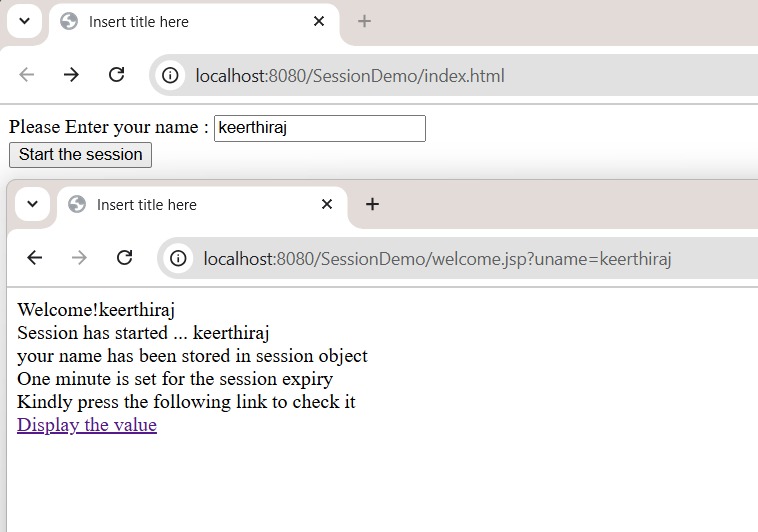 Insert title here
localhost:8080/SessionDemo/index.html
Please Enter your name : keerthiraj
Start the session
Insert title here
localhost:8080/SessionDemo/welcome.jsp?uname=keerthiraj
Welcome!keerthiraj
Session has started ... keerthiraj
your name has been stored in session object
One minute is set for the session expiry
Kindly press the following link to check it
Display the value